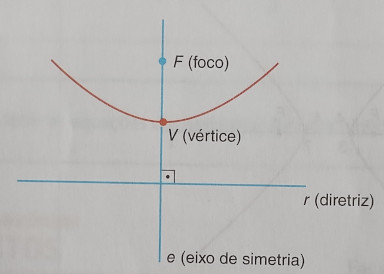 F (foco)
V (vértice)
r (diretriz)
e (eixo de simetria)